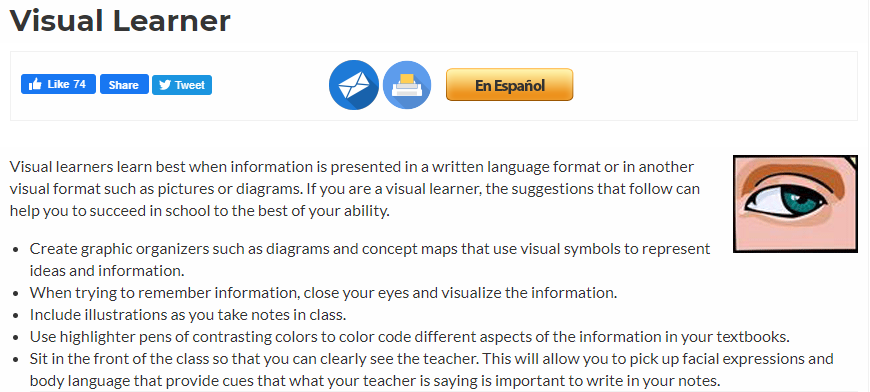 Visual Learner
Like 74 Share Tweet En Español
Visual learners learn best when information is presented in a written language format or in another
visual format such as pictures or diagrams. If you are a visual learner, the suggestions that follow can
help you to succeed in school to the best of your ability.
• Create graphic organizers such as diagrams and concept maps that use visual symbols to represent
ideas and information.
• When trying to remember information, close your eyes and visualize the information.
• Include illustrations as you take notes in class.
• Use highlighter pens of contrasting colors to color code different aspects of the information in your textbooks.
• Sit in the front of the class so that you can clearly see the teacher. This will allow you to pick up facial expressions and
body language that provide cues that what your teacher is saying is important to write in your notes.